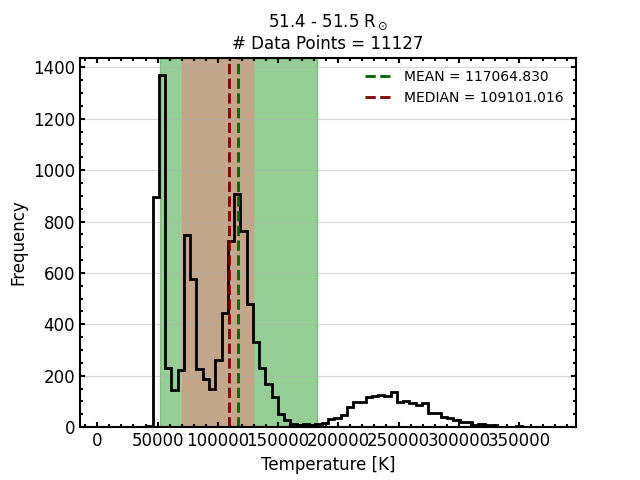 51.4 - 51.5 R⊙
# Data Points = 11127
MEAN = 117064.830
MEDIAN = 109101.016
1400
1200
1000
800
600
400
200
0
Frequency
0 50000 100000 150000 200000 250000 300000 350000
Temperature [K]